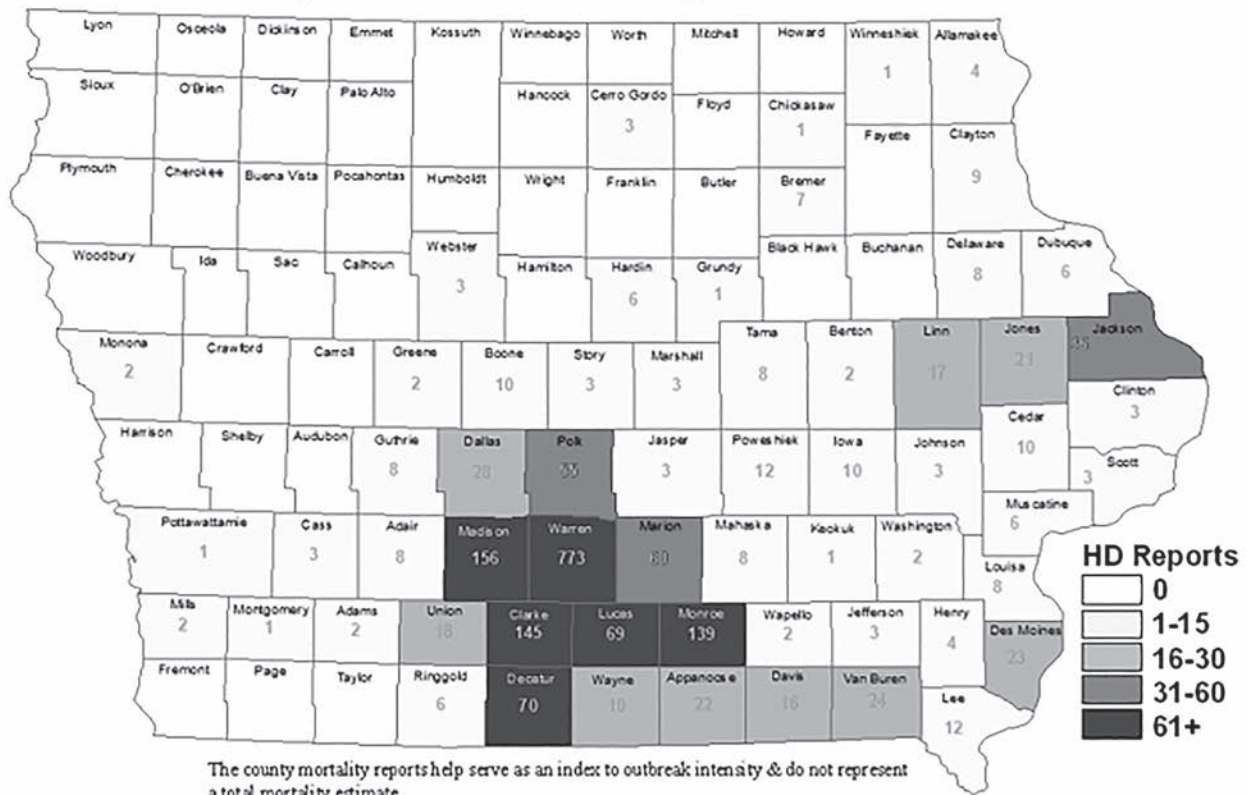 Lyon
Osceola
Dickinson
Emmet
Kossuth
Winnebago
Worth
Mitchell
Howard
Winneshiek
1
Allamakee
4
Sioux
O'Brien
Clay
Palo Alto
Hancock
Cerro Gordo
3
Floyd
Chickasaw
1
Fayette
Clayton
9
Plymouth
Cherokee
Buena Vista
Pocahontas
Humboldt
Wright
Franklin
Butler
Bremer
7
Woodbury
Ida
Sac
Calhoun
Webster
3
Hamilton
Hardin
6
Grundy
1
Black Hawk
Buchanan
Delaware
8
Dubuque
6
Monona
2
Crawford
Carroll
Greene
2
Boone
10
Story
3
Marshall
3
Tama
8
Benton
2
Linn
17
Jones
21
Jackson
Clinton
3
Harrison
Shelby
Audubon
Guthrie
8
Dallas
28
Polk
Jasper
3
Poweshiek
12
Iowa
10
Johnson
3
Cedar
10
Scott
3
Muscatine
6
Pottawattamie
1
Cass
3
Adair
8
Madison
156
Warren
773
Marion
60
Mahaska
8
Keokuk
1
Washington
2
Louisa
8
Mills
2
Montgomery
1
Adams
2
Union
18
Clarke
145
Lucas
69
Monroe
139
Wapello
2
Jefferson
3
Henry
4
Des Moines
23
Fremont
Page
Taylor
Ringgold
6
Decatur
70
Wayne
19
Appanoose
22
Davis
16
Van Buren
24
Lee
12
HD Reports
0
1-15
16-30
31-60
61+
The county mortality reports help serve as an index to outbreak intensity & do not represent
a total mortality estimate